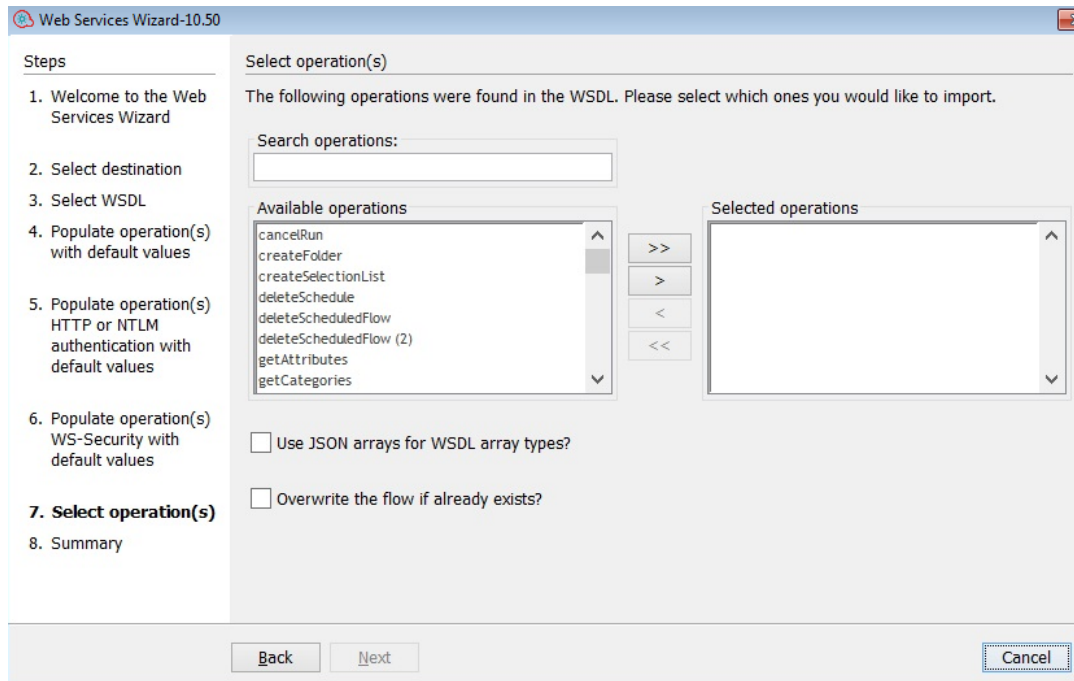 Web Services Wizard-10.50
Steps
1. Welcome to the Web
Services Wizard
2. Select destination
3. Select WSDL
4. Populate operation(s)
with default values
5. Populate operation(s)
HTTP or NTLM
authentication with
default values
6. Populate operation(s)
WS-Security with
default values
7. Select operation(s)
8. Summary
Select operation(s)
The following operations were found in the WSDL. Please select which ones you would like to import.
Search operations:
Available operations
cancelRun
createFolder
createSelectionList
deleteSchedule
deleteScheduledFlow
deleteScheduledFlow (2)
getAttributes
getCategories
>>
>
<
<<
Selected operations
Use JSON arrays for WSDL array types?
Overwrite the flow if already exists?
Back
Next
Cancel